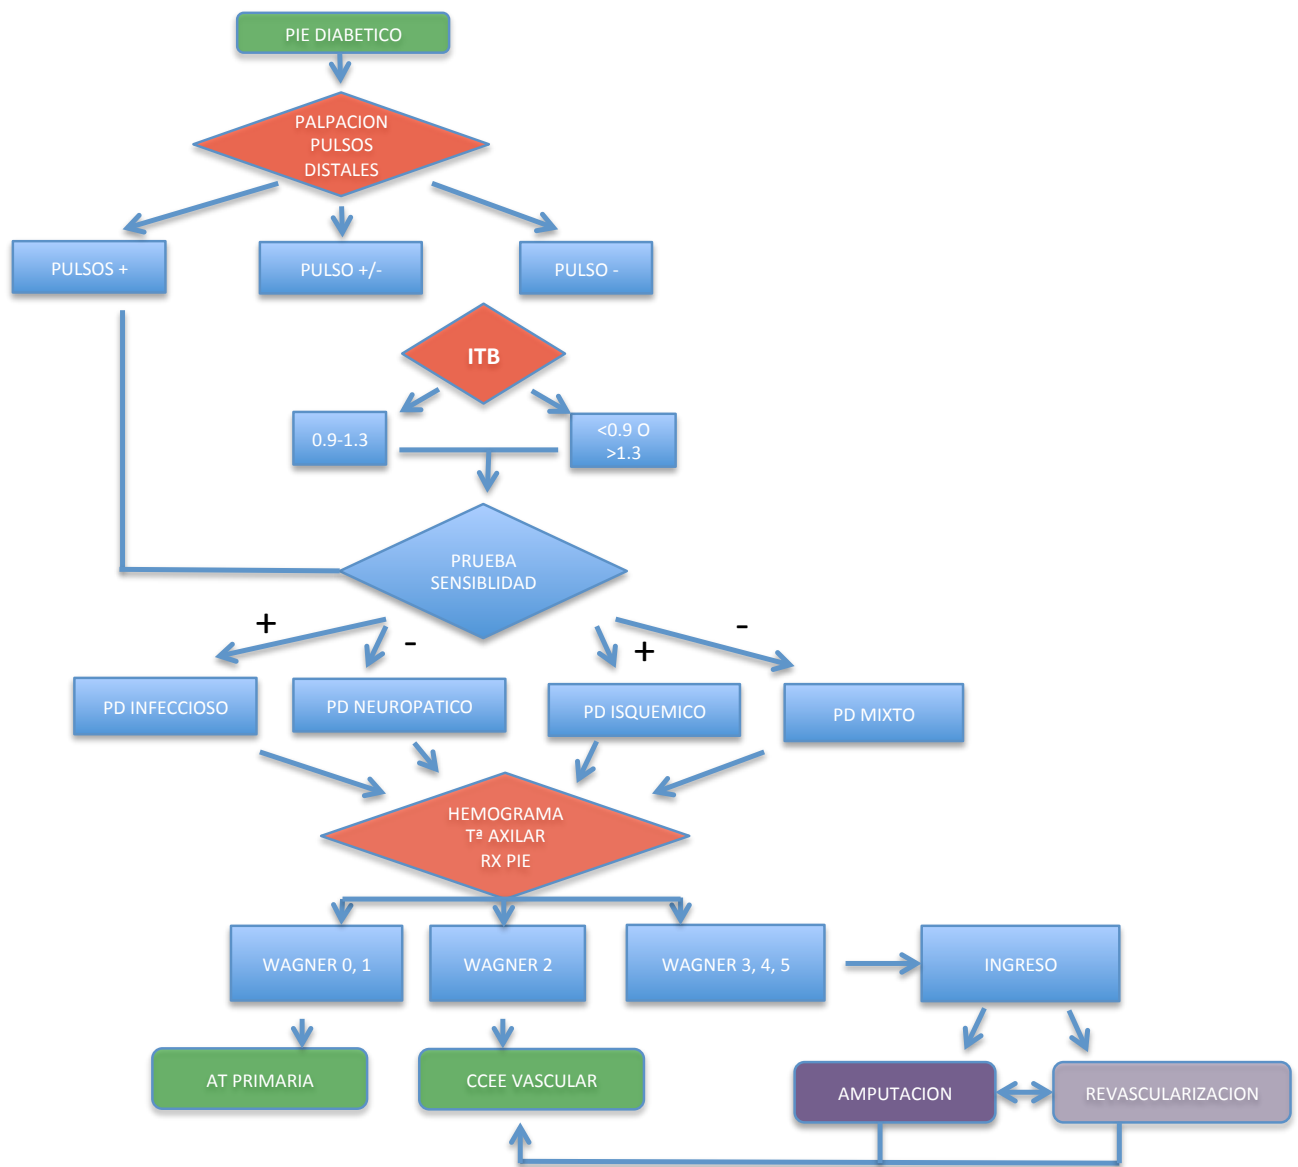 PIE DIABETICO
PALPACION
PULSOS
DISTALES
PULSOS +
PULSO +/-
PULSO -
ITB
0.9-1.3
<0.9 O
>1.3
PRUEBA
SENSIBLIDAD
+
-
+
-
PD INFECCIOSO
PD NEUROPATICO
PD ISQUEMICO
PD MIXTO
HEMOGRAMA
Tª AXILAR
RX PIE
WAGNER 0, 1
WAGNER 2
WAGNER 3, 4, 5
INGRESO
AT PRIMARIA
CCEE VASCULAR
AMPUTACION
REVASCULARIZACION